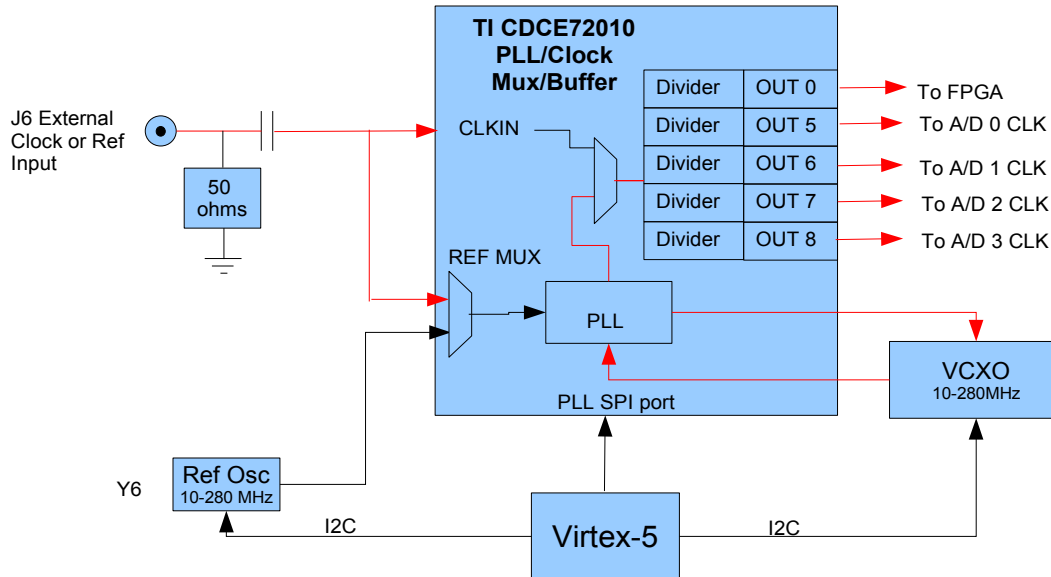 TI CDCE72010
PLL/Clock
Mux/Buffer
J6 External
Clock or Ref
Input
50
ohms
CLKIN
Divider OUT 0
Divider OUT 5
Divider OUT 6
Divider OUT 7
Divider OUT 8
To FPGA
To A/D 0 CLK
To A/D 1 CLK
To A/D 2 CLK
To A/D 3 CLK
REF MUX
PLL
VCXO
10-280MHz
PLL SPI port
Y6
Ref Osc
10-280 MHz
I2C
Virtex-5
I2C